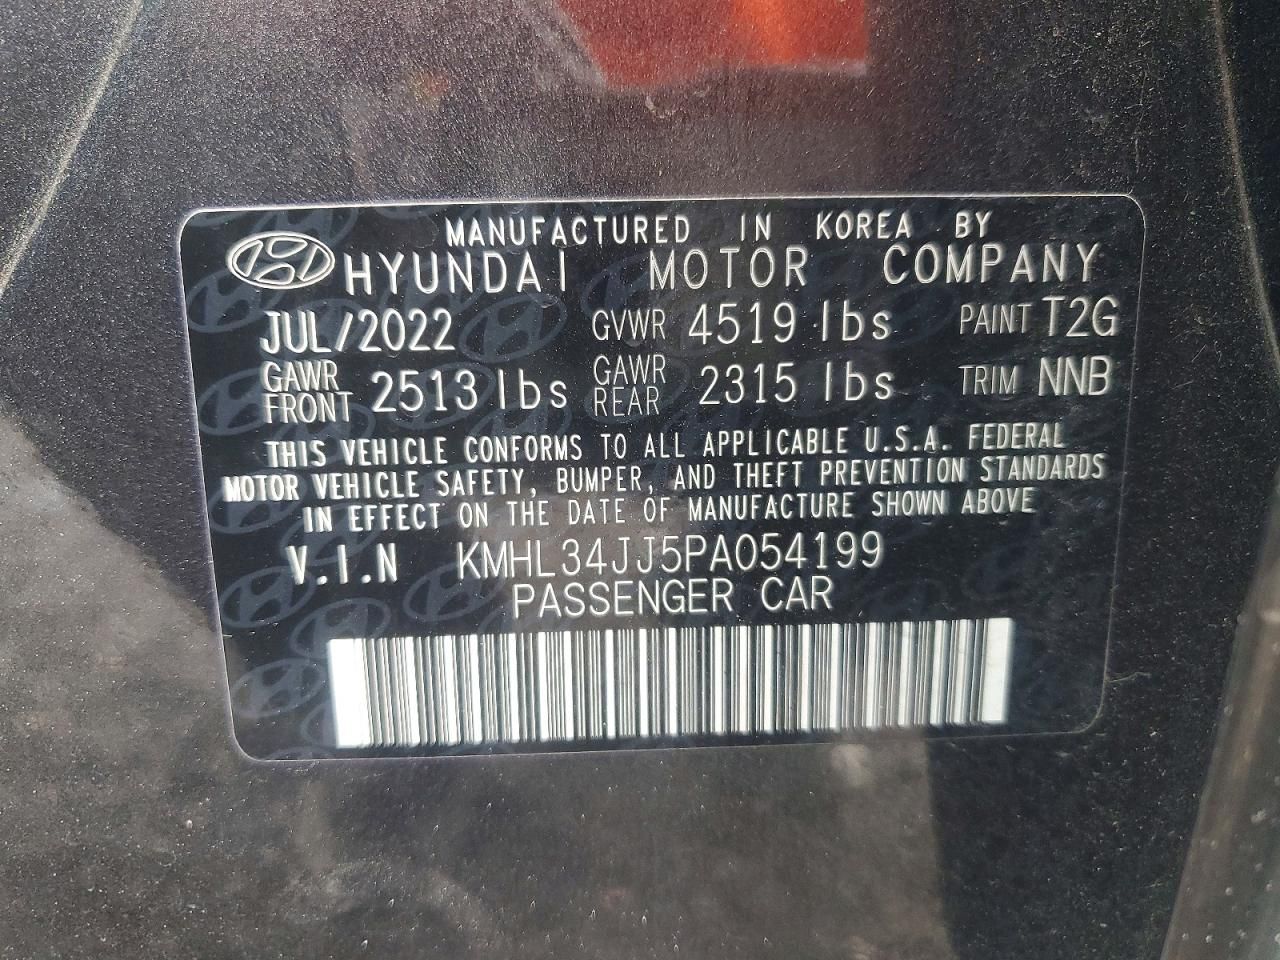 MANUFACTURED IN KOREA BY
HYUNDAI MOTOR COMPANY
JUL/2022 GVWR 4519 lbs PAINT T2G
GAWR FRONT 2513 lbs GAWR REAR 2315 lbs TRIM NNB
THIS VEHICLE CONFORMS TO ALL APPLICABLE U.S.A. FEDERAL
MOTOR VEHICLE SAFETY, BUMPER, AND THEFT PREVENTION STANDARDS
IN EFFECT ON THE DATE OF MANUFACTURE SHOWN ABOVE
V.I.N KMHL34JJ5PA054199
PASSENGER CAR